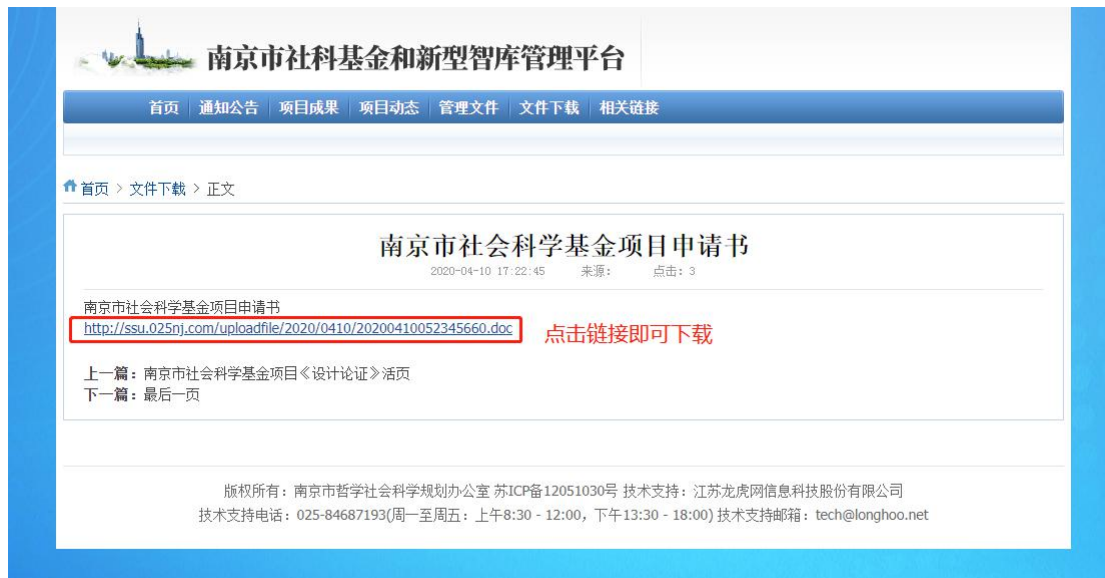 南京市社科基金和新型智库管理平台
首页 通知公告 项目成果 项目动态 管理文件 文件下载 相关链接
首页 > 文件下载 > 正文
南京市社会科学基金项目申请书
2020-04-10 17:22:45 来源： 点击：3
南京市社会科学基金项目申请书
http://ssu.025nj.com/uploadfile/2020/0410/20200410052345660.doc 点击链接即可下载
上一篇：南京市社会科学基金项目《设计论证》活页
下一篇：最后一页
版权所有：南京市哲学社会科学规划办公室 苏ICP备12051030号 技术支持：江苏龙虎网信息科技股份有限公司
技术支持电话：025-84687193(周一至周五：上午8:30 - 12:00，下午13:30 - 18:00) 技术支持邮箱：tech@longhoo.net